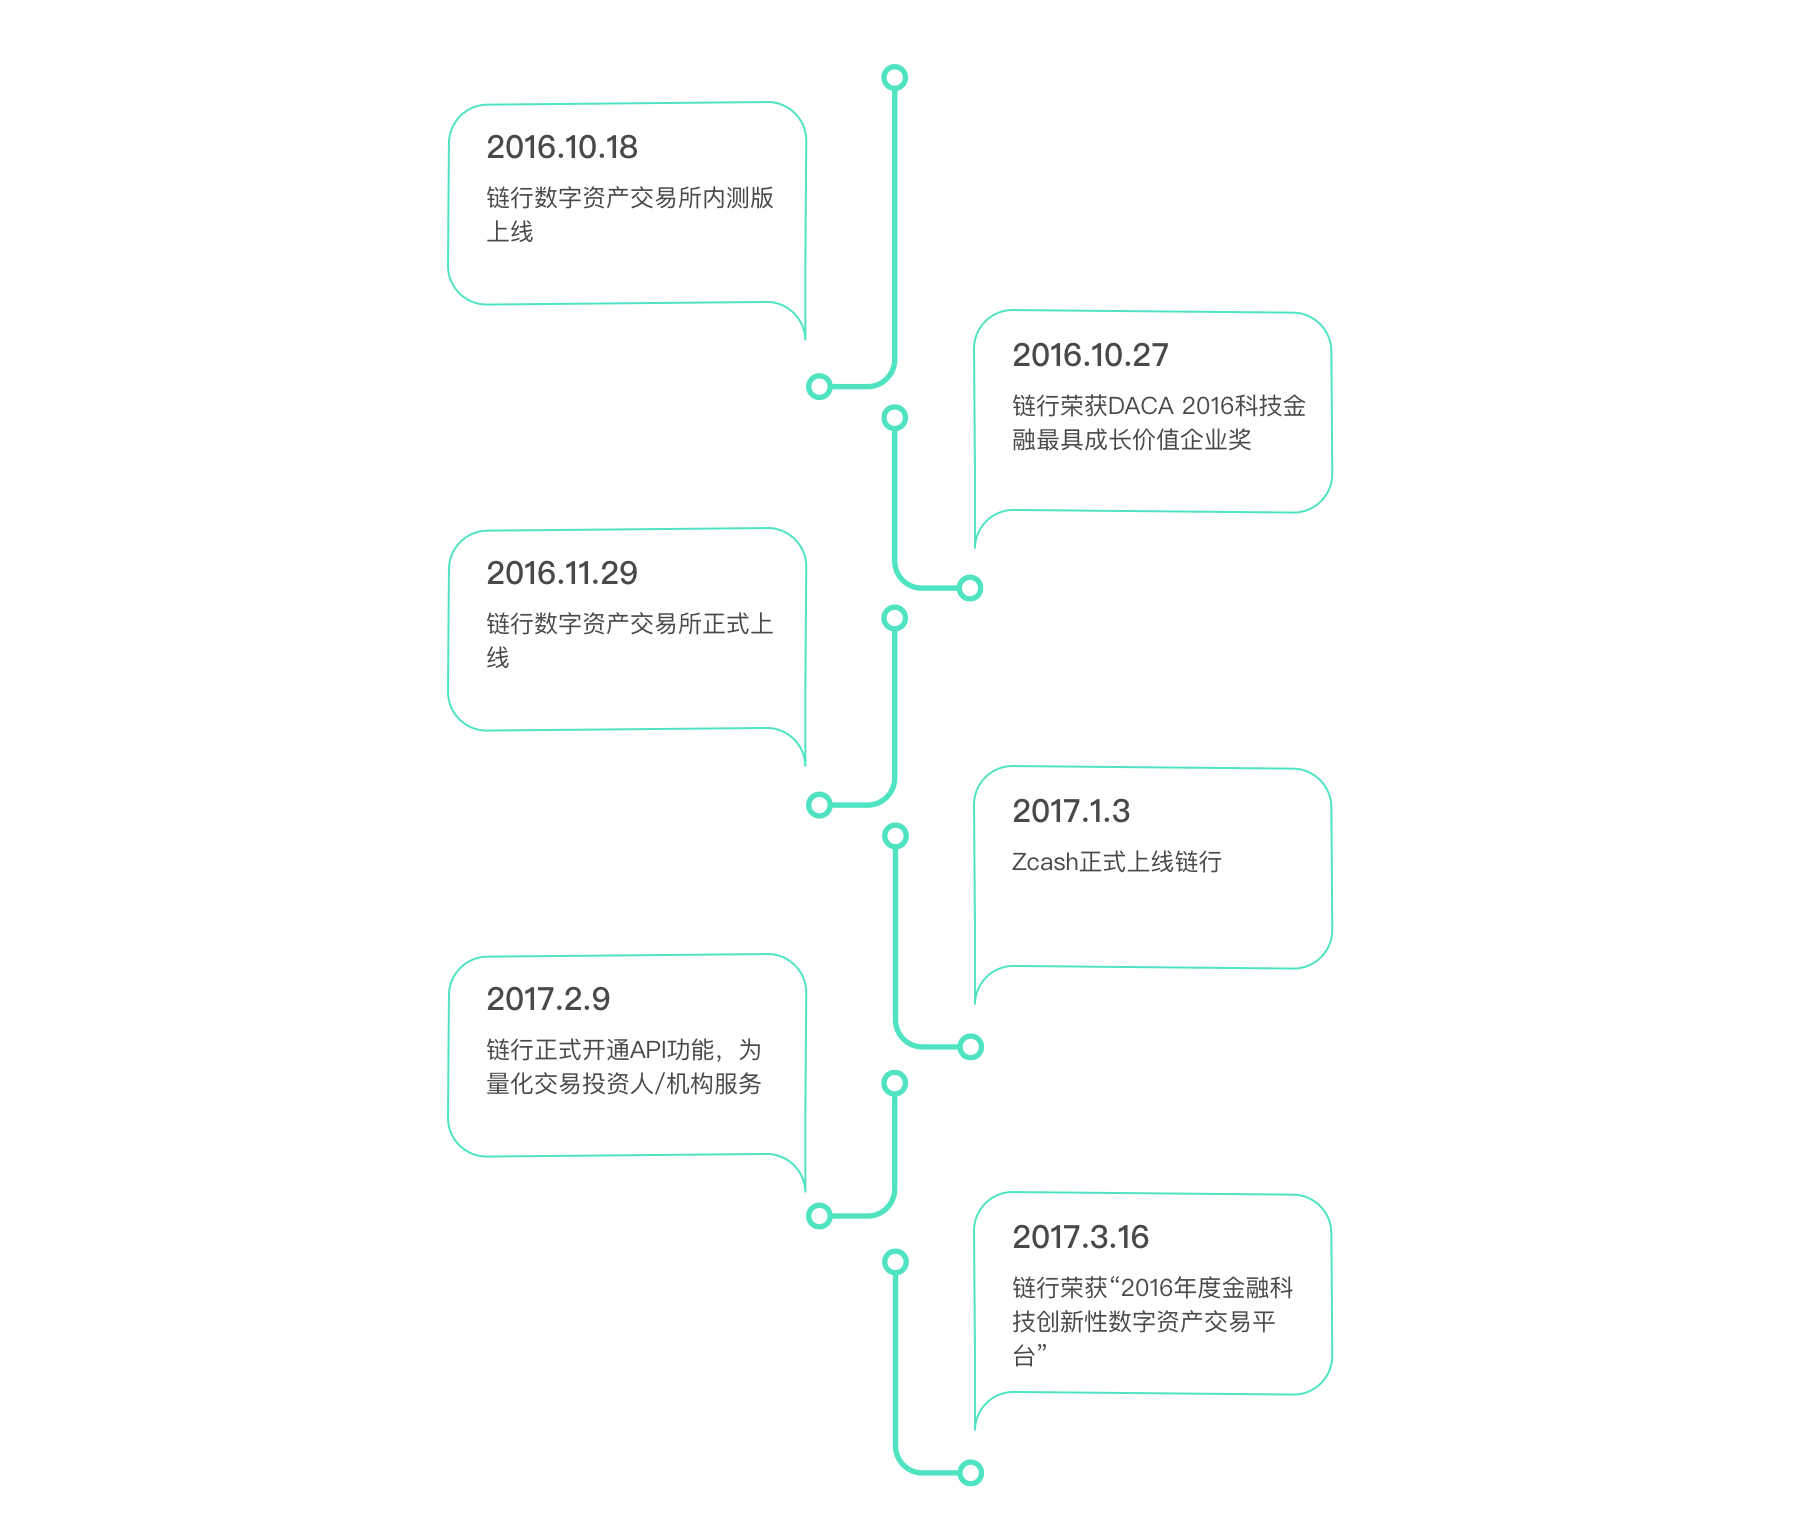 2016.10.18
链行数字资产交易所内测版
上线
2016.10.27
链行荣获DACA 2016科技金
融最具成长价值企业奖
2016.11.29
链行数字资产交易所正式上
线
2017.1.3
Zcash正式上线链行
2017.2.9
链行正式开通API功能，为
量化交易投资人/机构服务
2017.3.16
链行荣获“2016年度金融科
技创新性数字资产交易平
台”